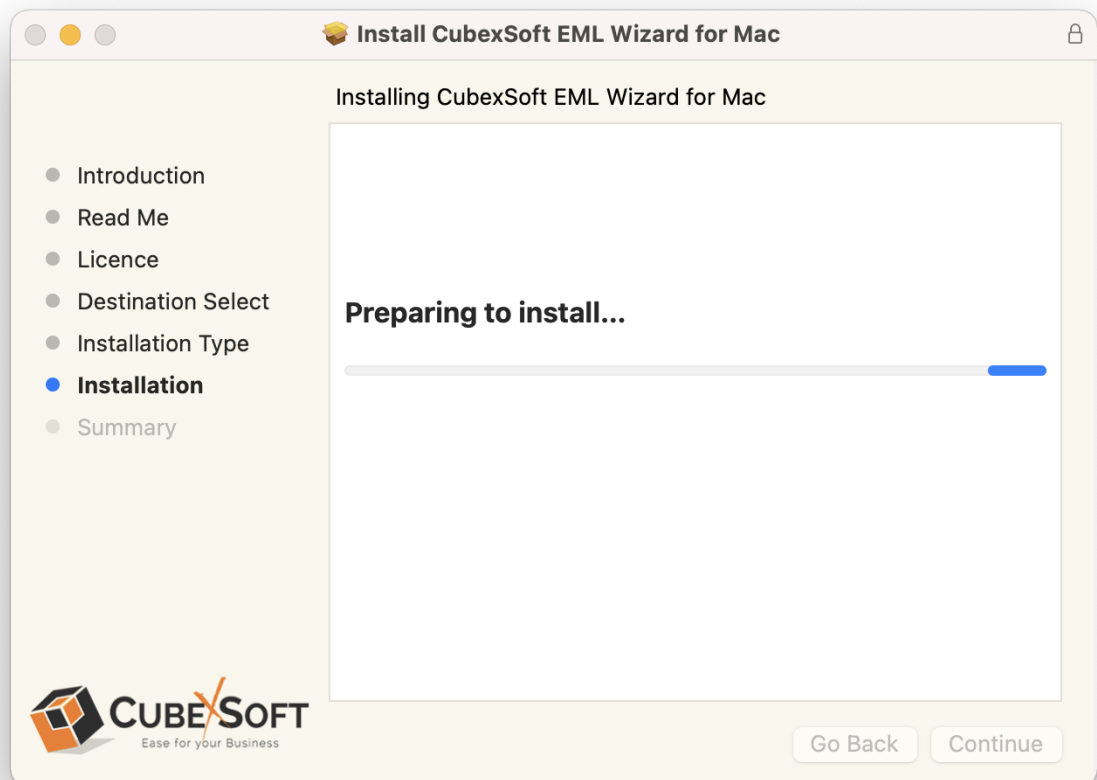 Install CubexSoft EML Wizard for Mac
Installing CubexSoft EML Wizard for Mac
Introduction
Read Me
Licence
Destination Select
Installation Type
Installation
Summary
Preparing to install...
CUBEXSOFT
Ease for your Business
Go Back
Continue